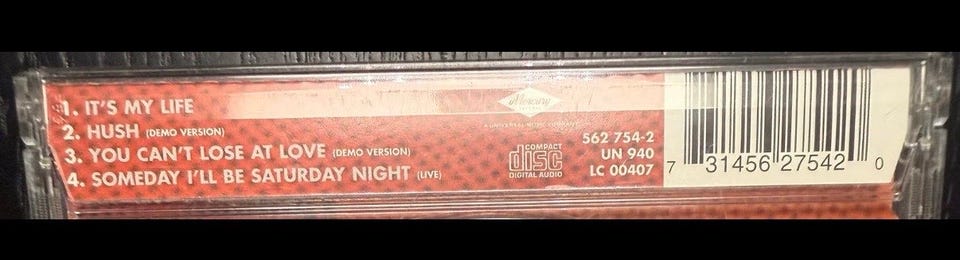 1. IT'S MY LIFE
2. HUSH (DEMO VERSION)
3. YOU CAN'T LOSE AT LOVE (DEMO VERSION)
4. SOMEDAY I'LL BE SATURDAY NIGHT (LIVE)
Mercury
RECORDS
A UNIVERSAL MUSIC COMPANY
COMPACT
disc
DIGITAL AUDIO
562 754-2
UN 940
LC 00407
7 31456 27542 0